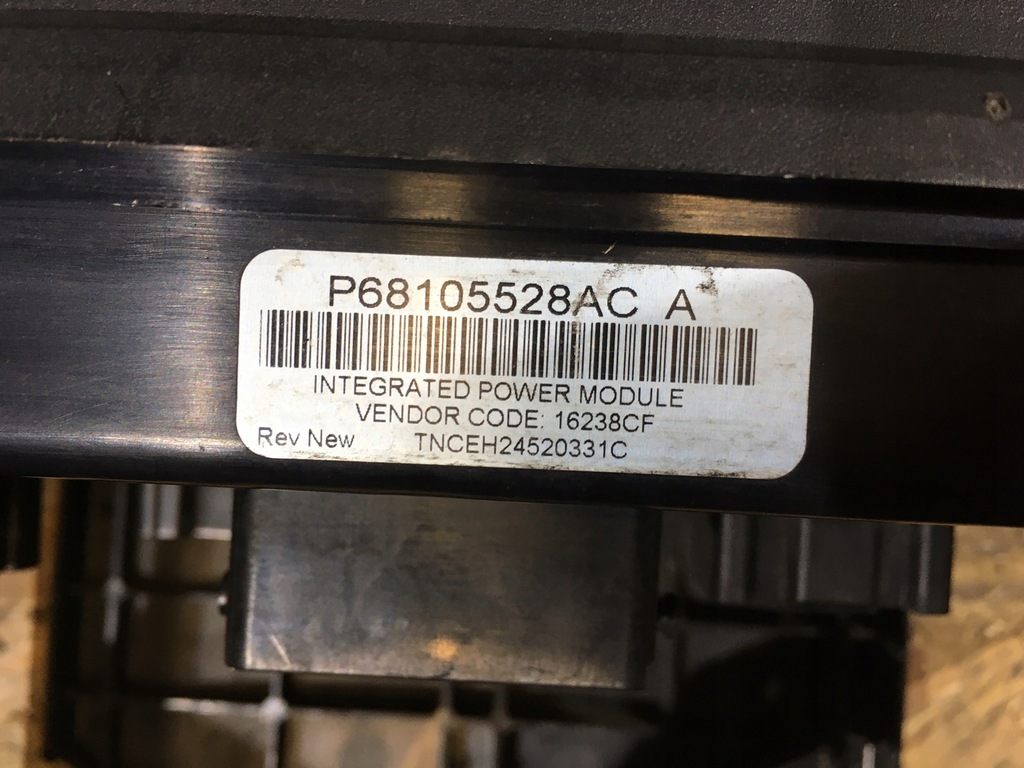 P68105528AC A
INTEGRATED POWER MODULE
VENDOR CODE: 16238CF
Rev New TNCEH24520331C